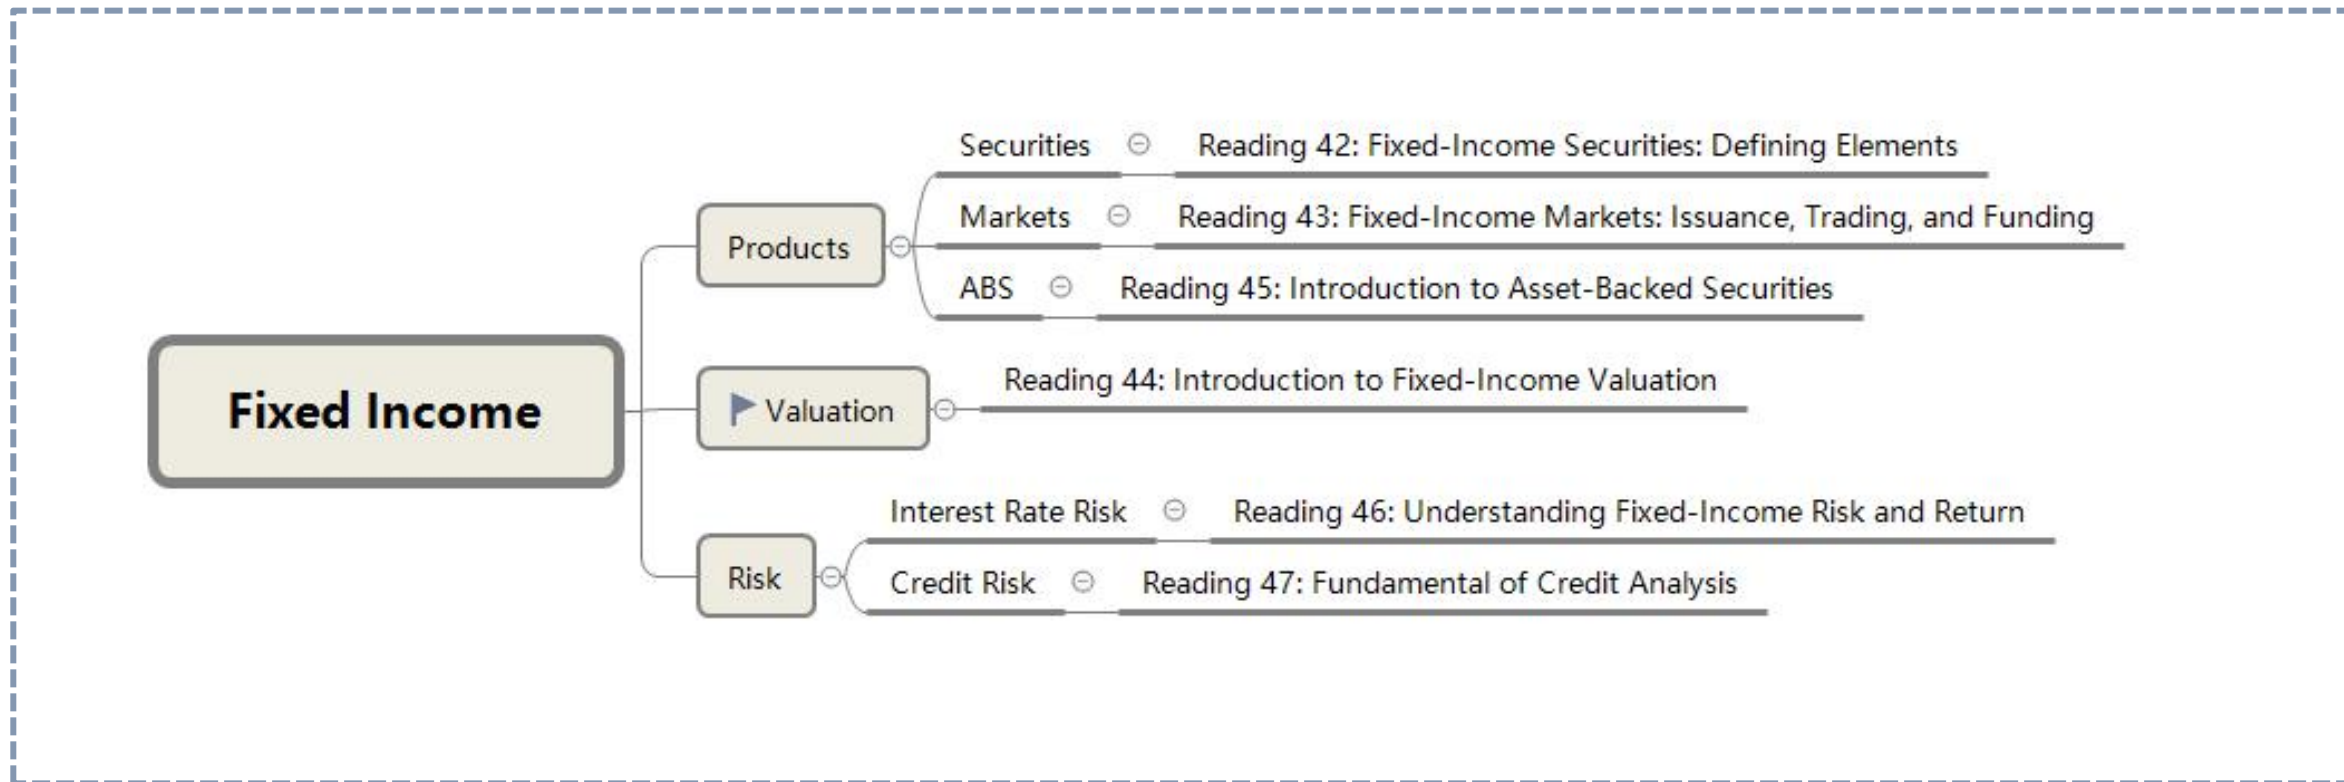 Securities
Reading 42: Fixed-Income Securities: Defining Elements
Markets
Reading 43: Fixed-Income Markets: Issuance, Trading, and Funding
Products
ABS
Reading 45: Introduction to Asset-Backed Securities
Fixed Income
Valuation
Reading 44: Introduction to Fixed-Income Valuation
Interest Rate Risk
Reading 46: Understanding Fixed-Income Risk and Return
Risk
Credit Risk
Reading 47: Fundamental of Credit Analysis